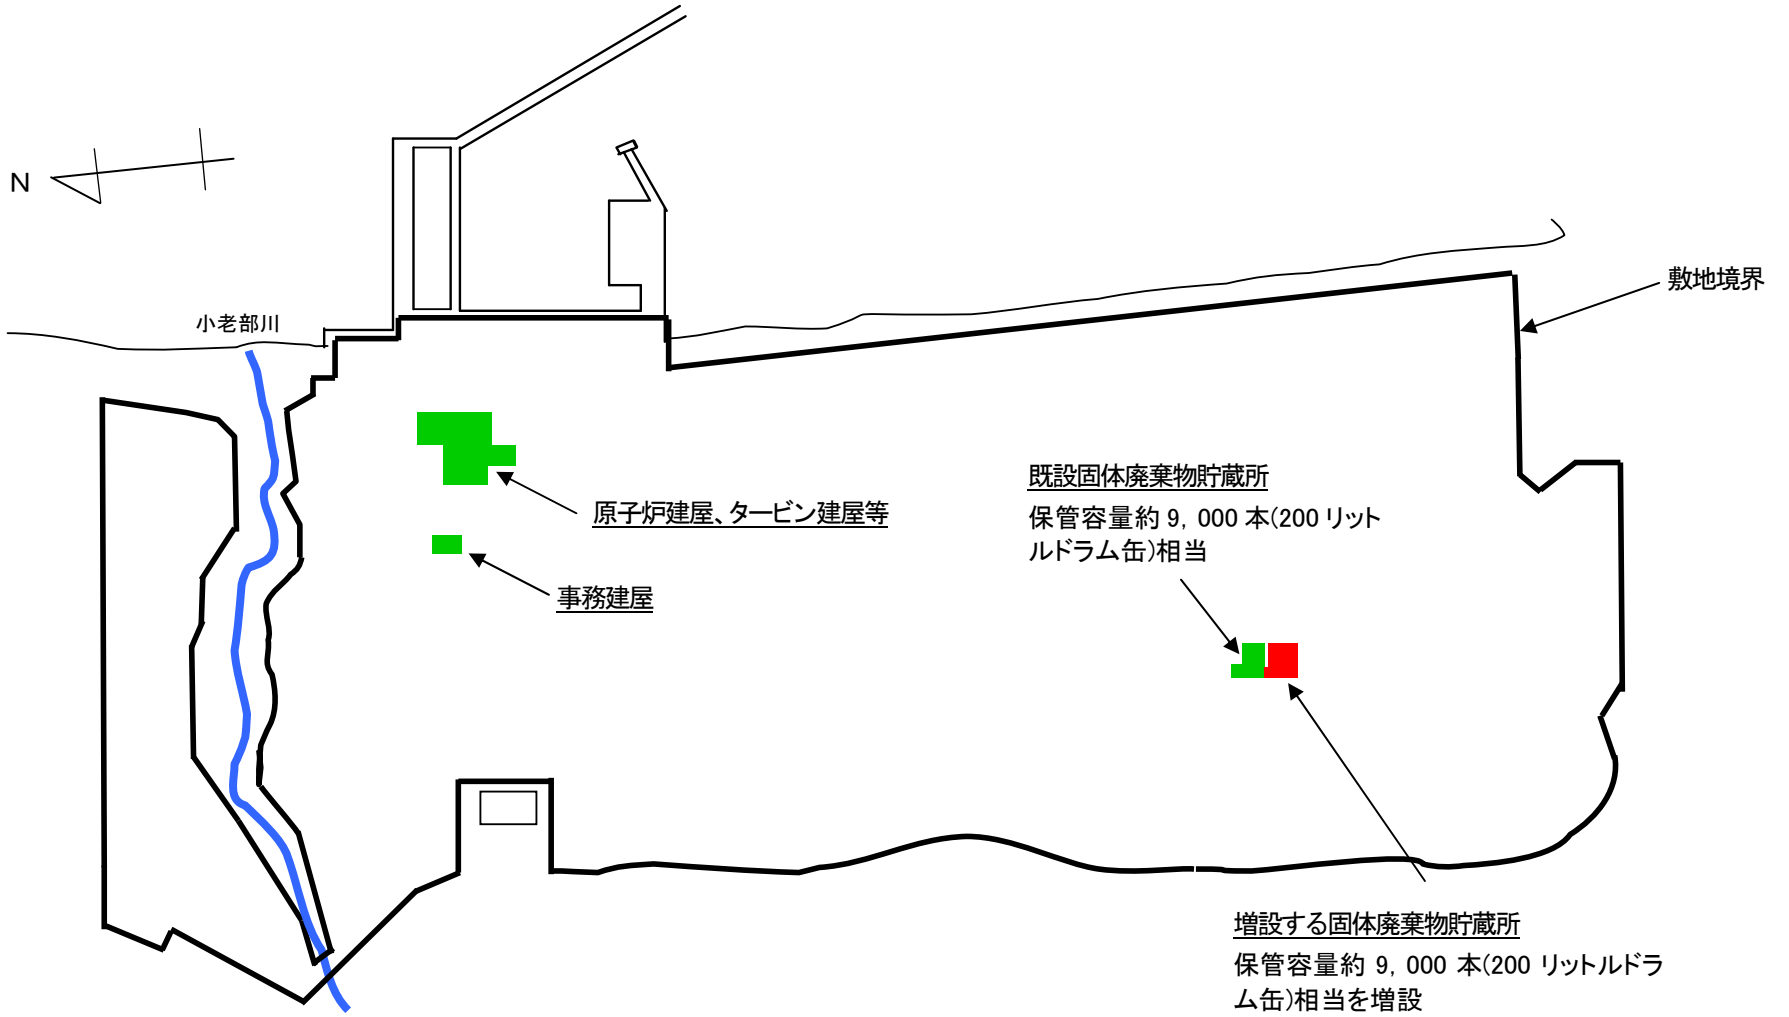 N
小老部川
敷地境界
原子炉建屋、タービン建屋等
事務建屋
既設固体廃棄物貯蔵所
保管容量約 9, 000 本(200 リット
ルドラム缶)相当
増設する固体廃棄物貯蔵所
保管容量約 9, 000 本(200 リットルドラ
ム缶)相当を増設